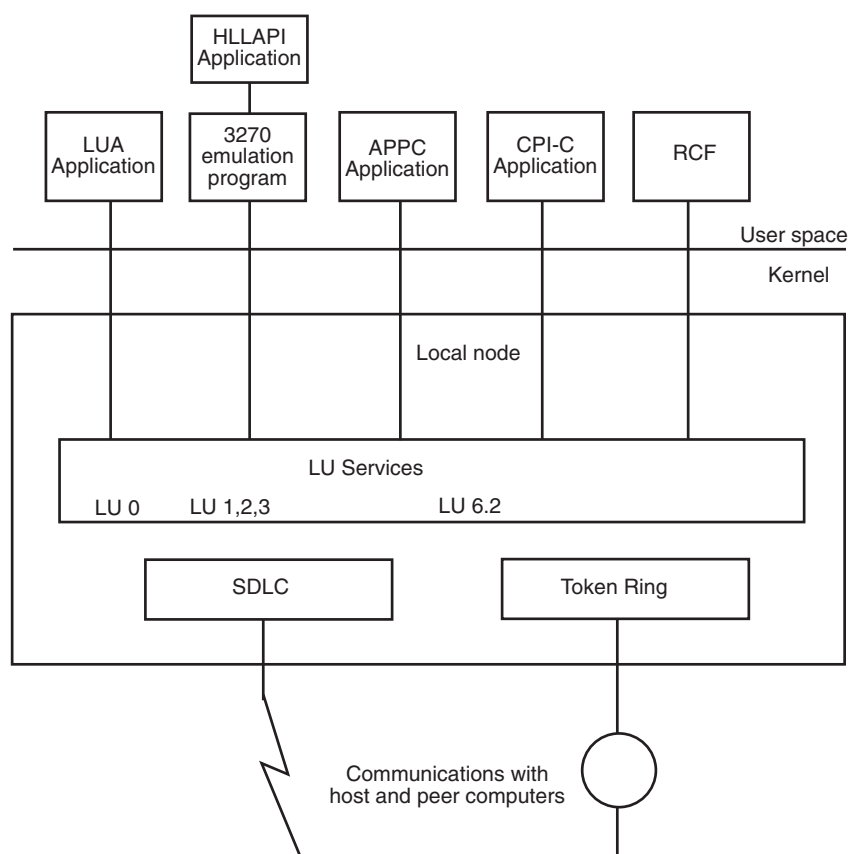 HLLAPI
Application
LUA
Application
3270
emulation
program
APPC
Application
CPI-C
Application
RCF
User space
Kernel
Local node
LU Services
LU 0
LU 1,2,3
LU 6.2
SDLC
Token Ring
Communications with
host and peer computers